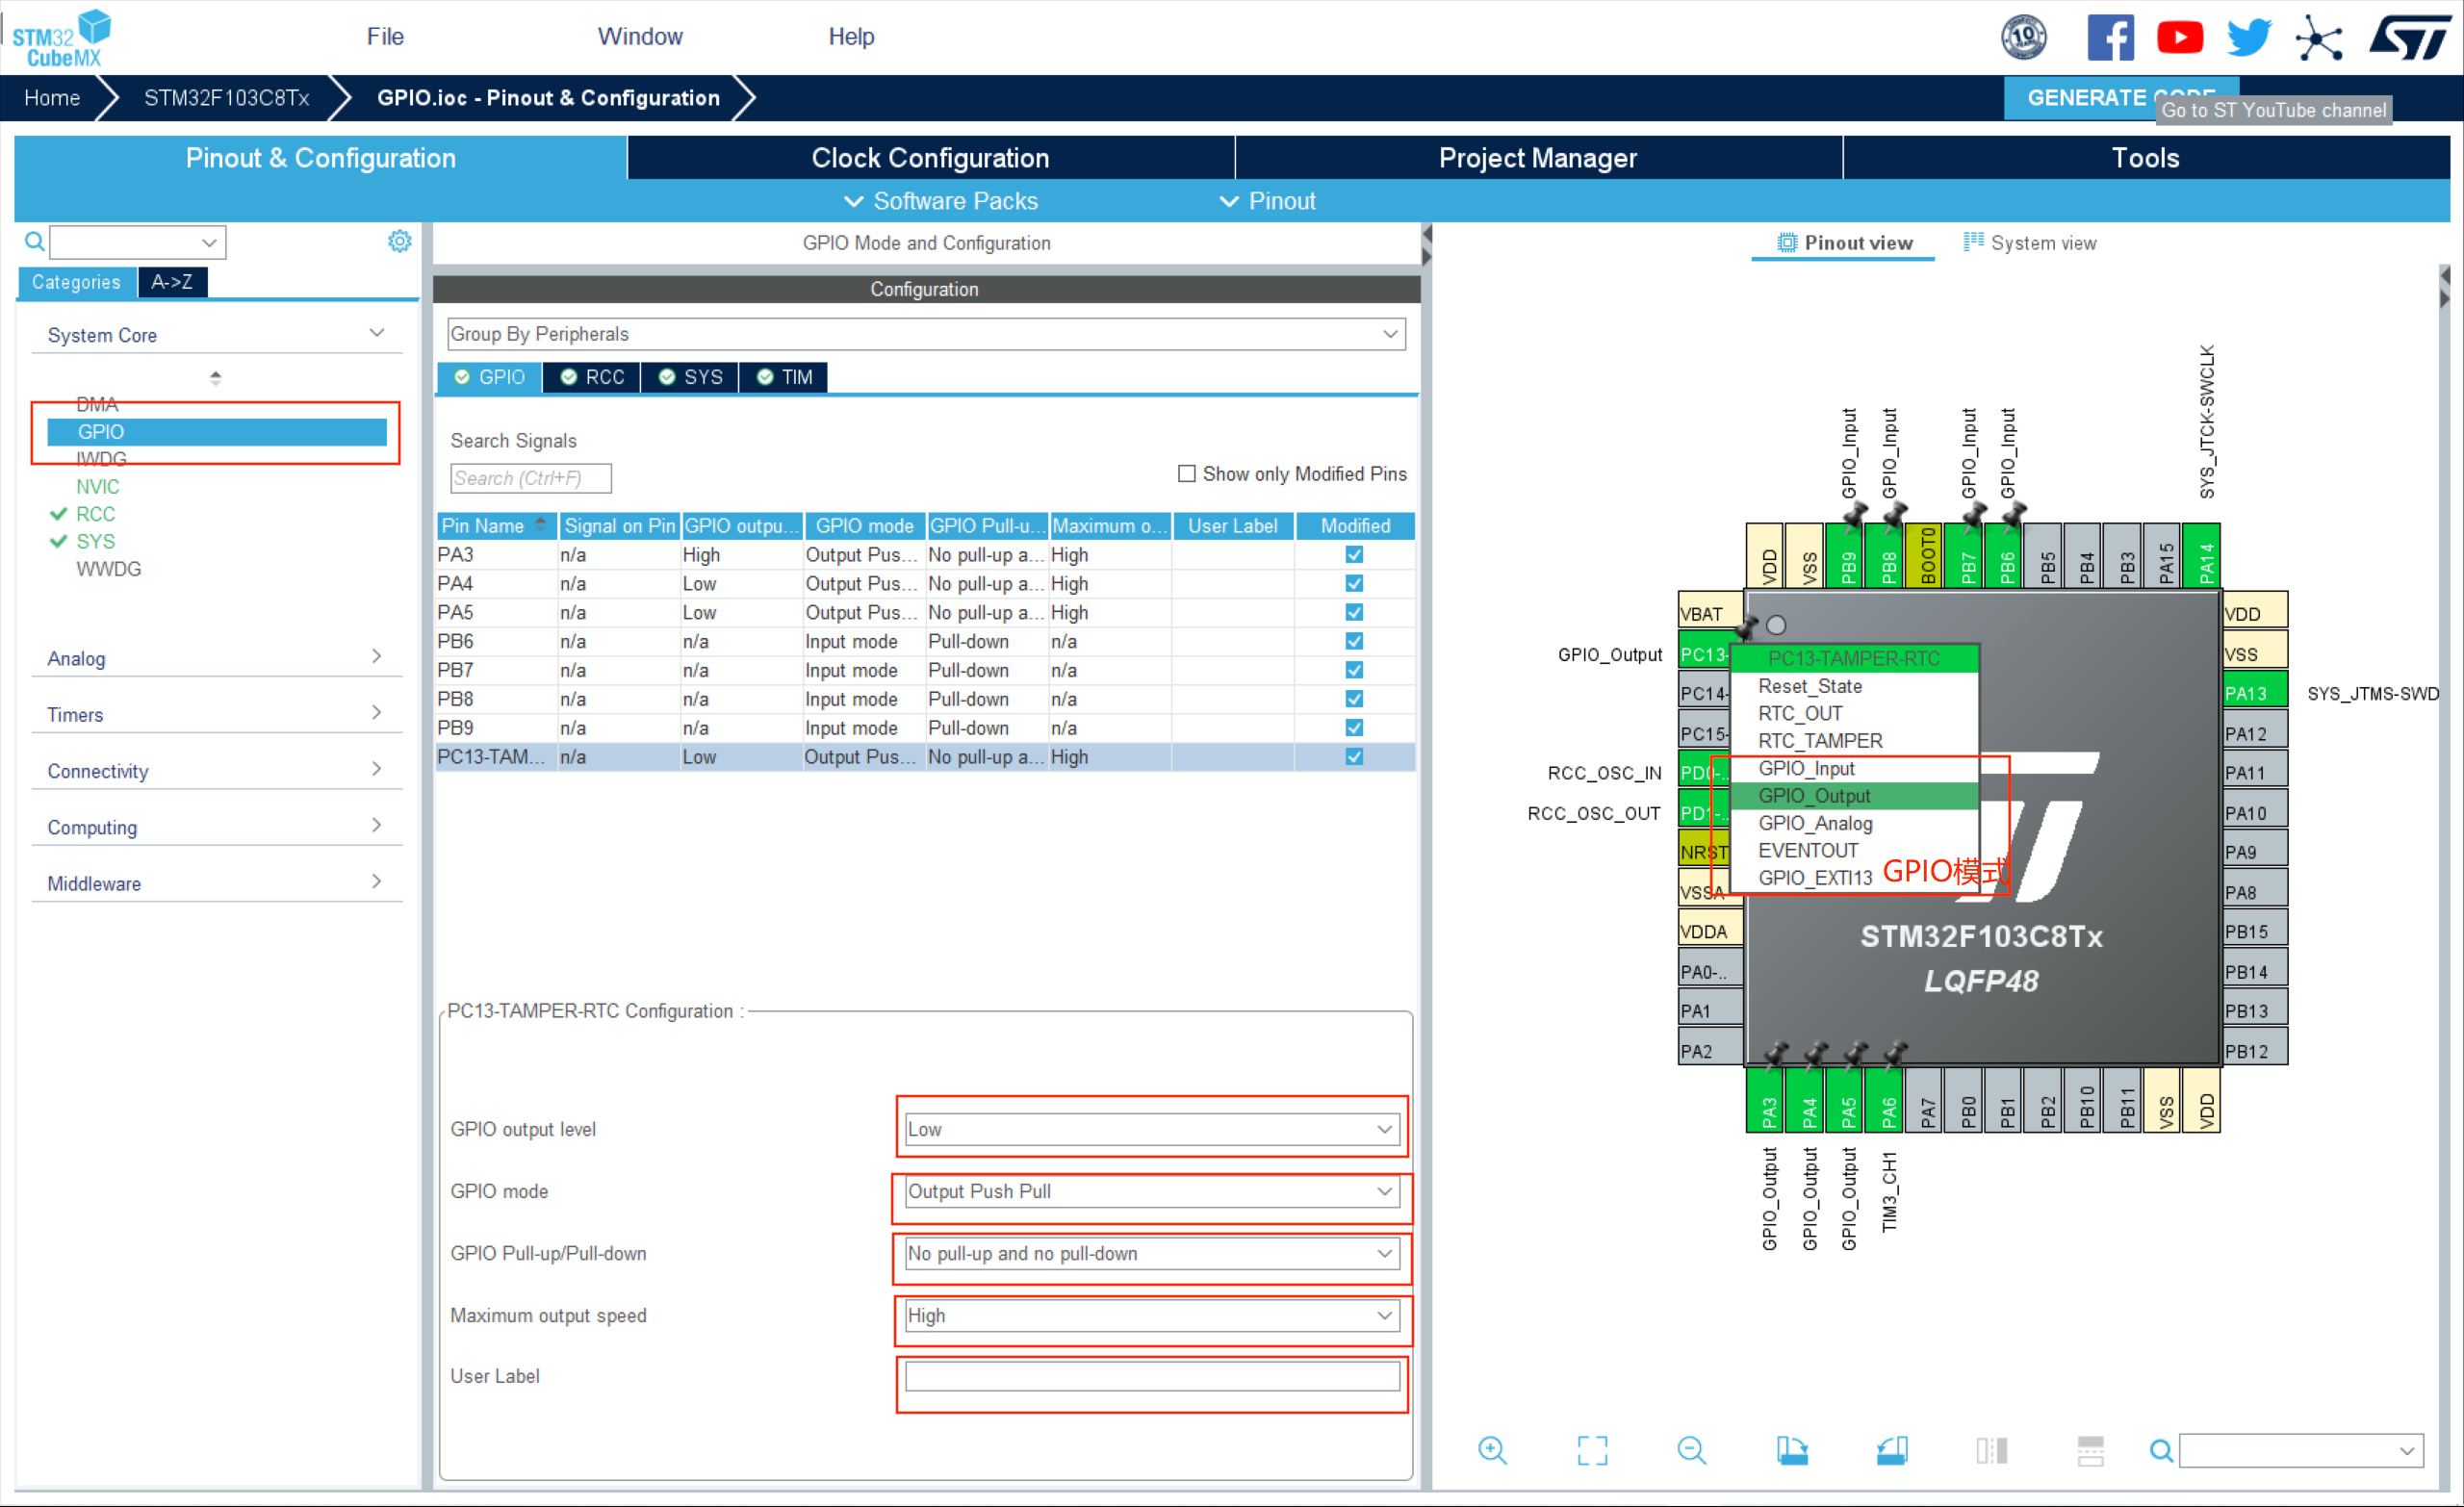 STM32
CubeMX
File
Window
Help
10
ST
Home
STM32F103C8Tx
GPIO.ioc - Pinout & Configuration
GENERATE CODE
Go to ST YouTube channel
Pinout & Configuration
Clock Configuration
Project Manager
Tools
Software Packs
Pinout
Categories
A->Z
System Core
DMA
GPIO
IWDG
NVIC
RCC
SYS
WWDG
Analog
Timers
Connectivity
Computing
Middleware
GPIO Mode and Configuration
Configuration
Group By Peripherals
GPIO
RCC
SYS
TIM
Search Signals
Search (Ctrl+F)
Show only Modified Pins
Pin Name Signal on Pin GPIO outpu... GPIO mode GPIO Pull-u... Maximum o... User Label Modified
PA3 n/a High Output Pus... No pull-up a... High
PA4 n/a Low Output Pus... No pull-up a... High
PA5 n/a Low Output Pus... No pull-up a... High
PB6 n/a n/a Input mode Pull-down n/a
PB7 n/a n/a Input mode Pull-down n/a
PB8 n/a n/a Input mode Pull-down n/a
PB9 n/a n/a Input mode Pull-down n/a
PC13-TAM... n/a Low Output Pus... No pull-up a... High
PC13-TAMPER-RTC Configuration :
GPIO output level
Low
GPIO mode
Output Push Pull
GPIO Pull-up/Pull-down
No pull-up and no pull-down
Maximum output speed
High
User Label
Pinout view
System view
GPIO_Input
GPIO_Input
GPIO_Input
GPIO_Input
SYS_JTCK-SWCLK
VDD
VSS
PB9
PB8
BOOT0
PB7
PB6
PB5
PB4
PB3
PA15
PA14
VBAT
GPIO_Output
PC13-
PC14-
PC15-
RCC_OSC_IN
PD0-..
RCC_OSC_OUT
PD1-..
NRST
VSSA
VDDA
PA0-..
PA1
PA2
PC13-TAMPER-RTC
Reset_State
RTC_OUT
RTC_TAMPER
GPIO_Input
GPIO_Output
GPIO_Analog
EVENTOUT
GPIO_EXTI13
GPIO模式
STM32F103C8Tx
LQFP48
VDD
VSS
PA13
SYS_JTMS-SWD
PA12
PA11
PA10
PA9
PA8
PB15
PB14
PB13
PB12
PA3
PA4
PA5
PA6
PA7
PB0
PB1
PB2
PB10
PB11
VSS
VDD
GPIO_Output
GPIO_Output
GPIO_Output
TIM3_CH1